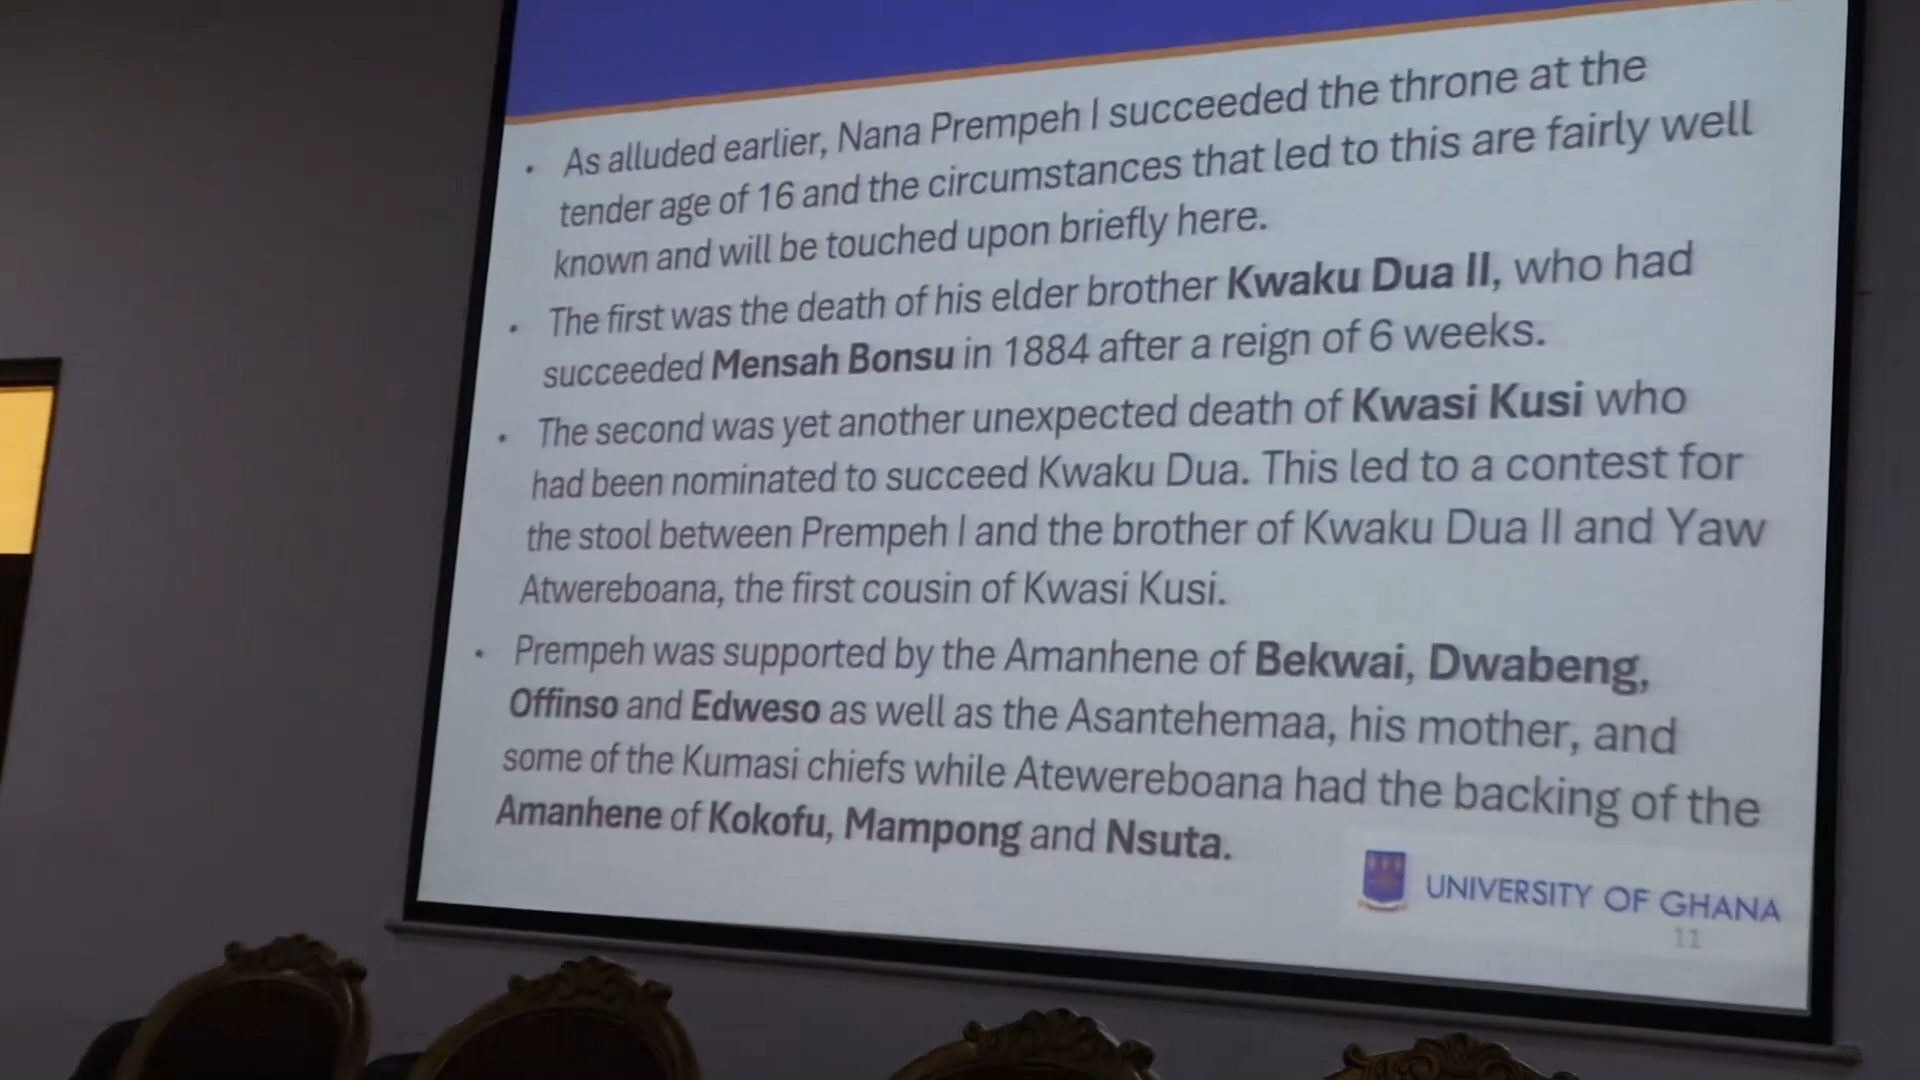 • As alluded earlier, Nana Prempeh I succeeded the throne at the
tender age of 16 and the circumstances that led to this are fairly well
known and will be touched upon briefly here.
• The first was the death of his elder brother Kwaku Dua II, who had
succeeded Mensah Bonsu in 1884 after a reign of 6 weeks.
• The second was yet another unexpected death of Kwasi Kusi who
had been nominated to succeed Kwaku Dua. This led to a contest for
the stool between Prempeh I and the brother of Kwaku Dua II and Yaw
Atwereboana, the first cousin of Kwasi Kusi.
• Prempeh was supported by the Amanhene of Bekwai, Dwabeng,
Offinso and Edweso as well as the Asantehemaa, his mother, and
some of the Kumasi chiefs while Atewereboana had the backing of the
Amanhene of Kokofu, Mampong and Nsuta.
UNIVERSITY OF GHANA
11